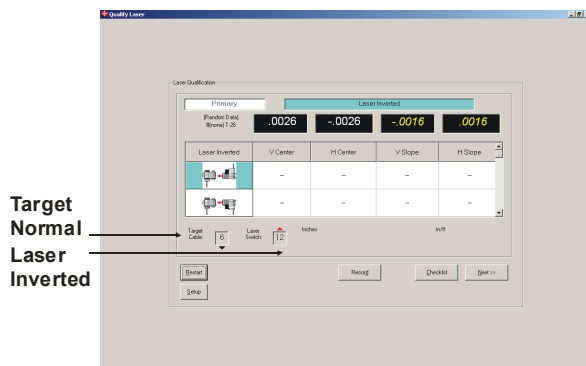 Qualify Laser
Laser Qualification
Primary
Laser Inverted
(Random Data)
#(none) T-26
.0026
-.0026
-.0016
.0016
Laser Inverted
V Center
H Center
V Slope
H Slope
– – – –
– – – –
Target
Normal
Laser
Inverted
Target Cable:
6
Laser Switch:
12
Inches
In/ft
Restart
Record
Checklist
Next >>
Setup